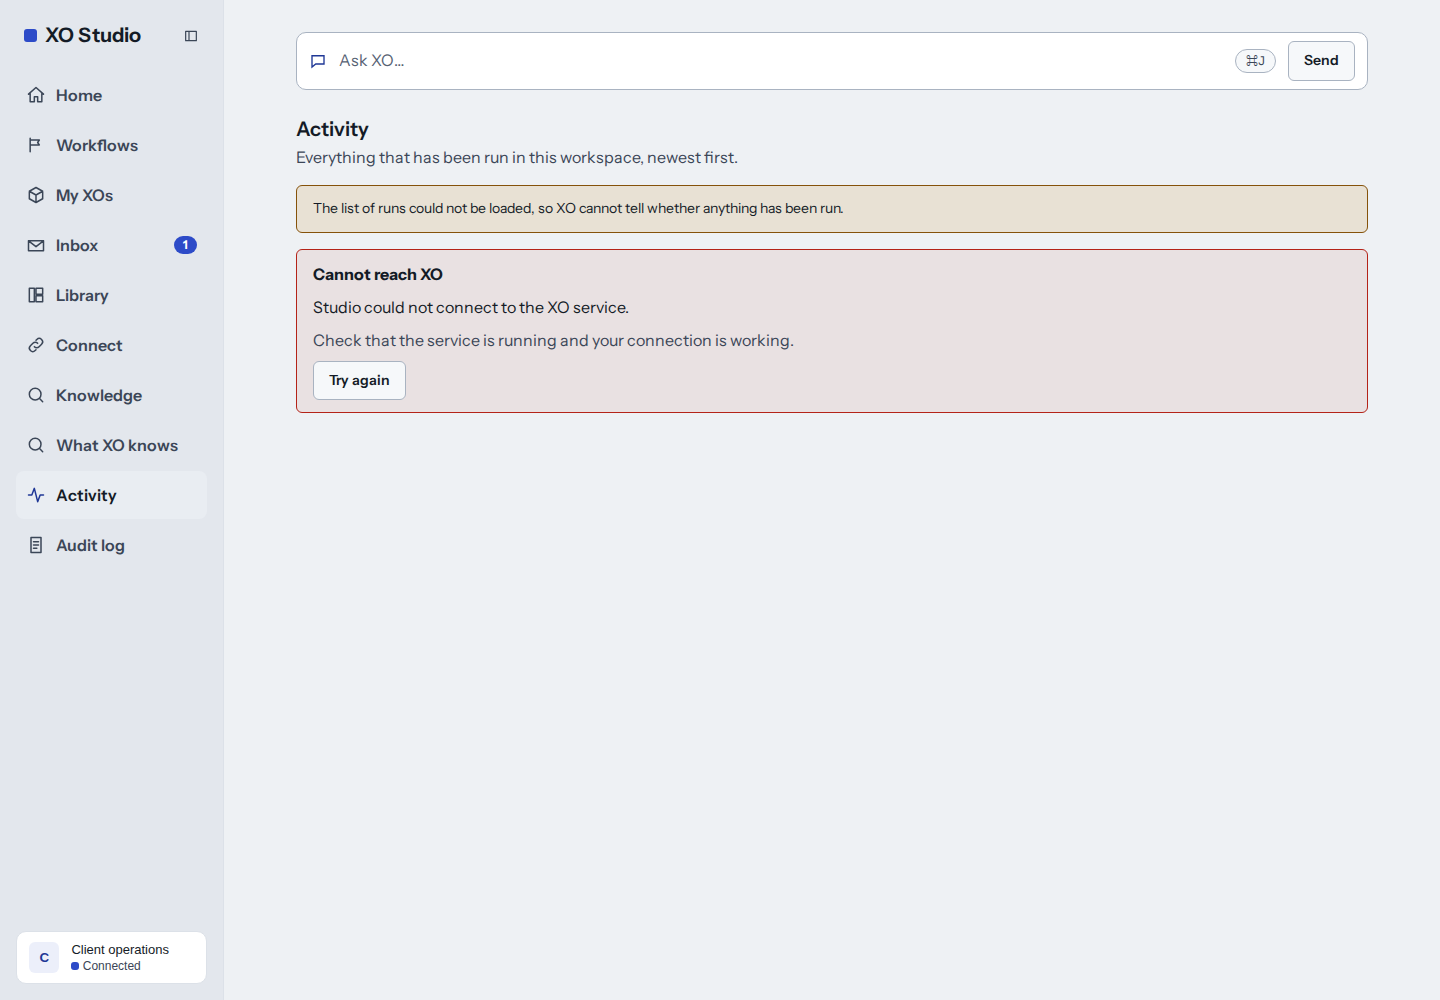 XO Studio
Home
Workflows
My XOs
Inbox 1
Library
Connect
Knowledge
What XO knows
Activity
Audit log
C
Client operations
Connected
Ask XO... ⌘J Send
Activity
Everything that has been run in this workspace, newest first.
The list of runs could not be loaded, so XO cannot tell whether anything has been run.
Cannot reach XO
Studio could not connect to the XO service.
Check that the service is running and your connection is working.
Try again